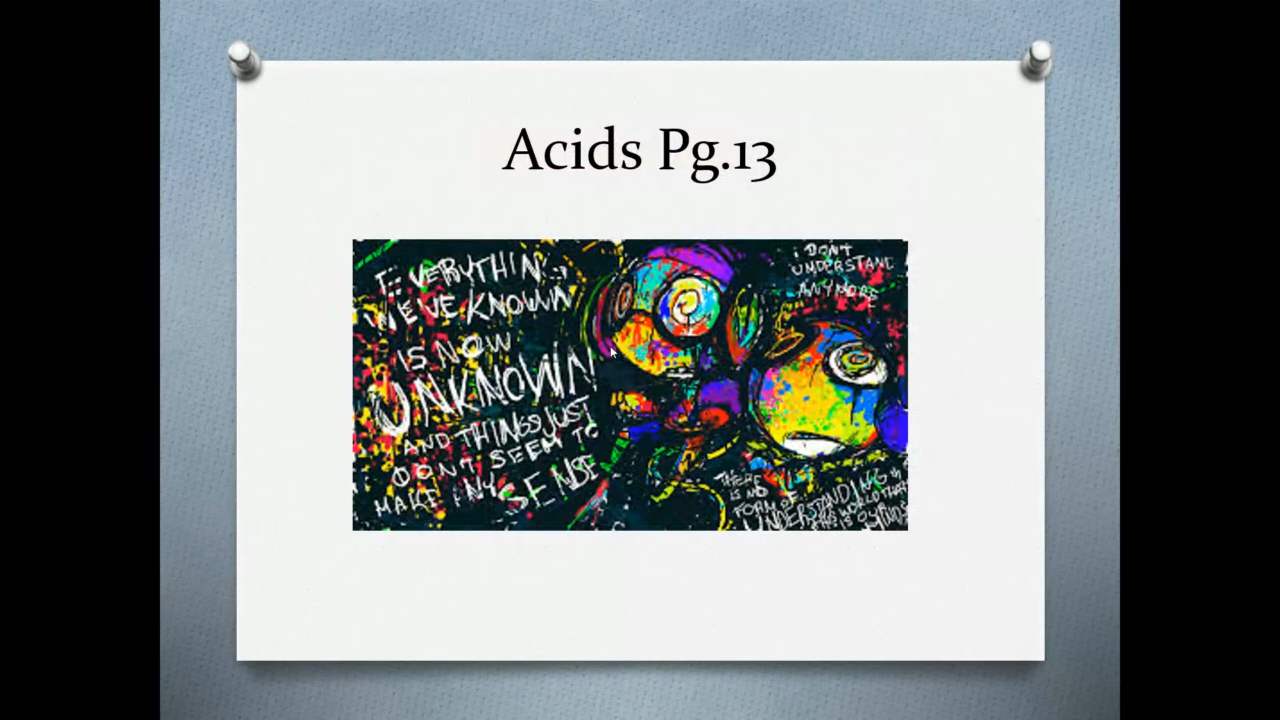 Acids Pg.13
WE'VE KNOWN
IS NOW
UNKNOWN
AND THINGS JUST
DON'T SEEM TO
MAKE ANY SENSE
I DON'T
UNDERSTAND
ANYMORE
THERE
IS NO
FORM OF
UNDERSTANDING